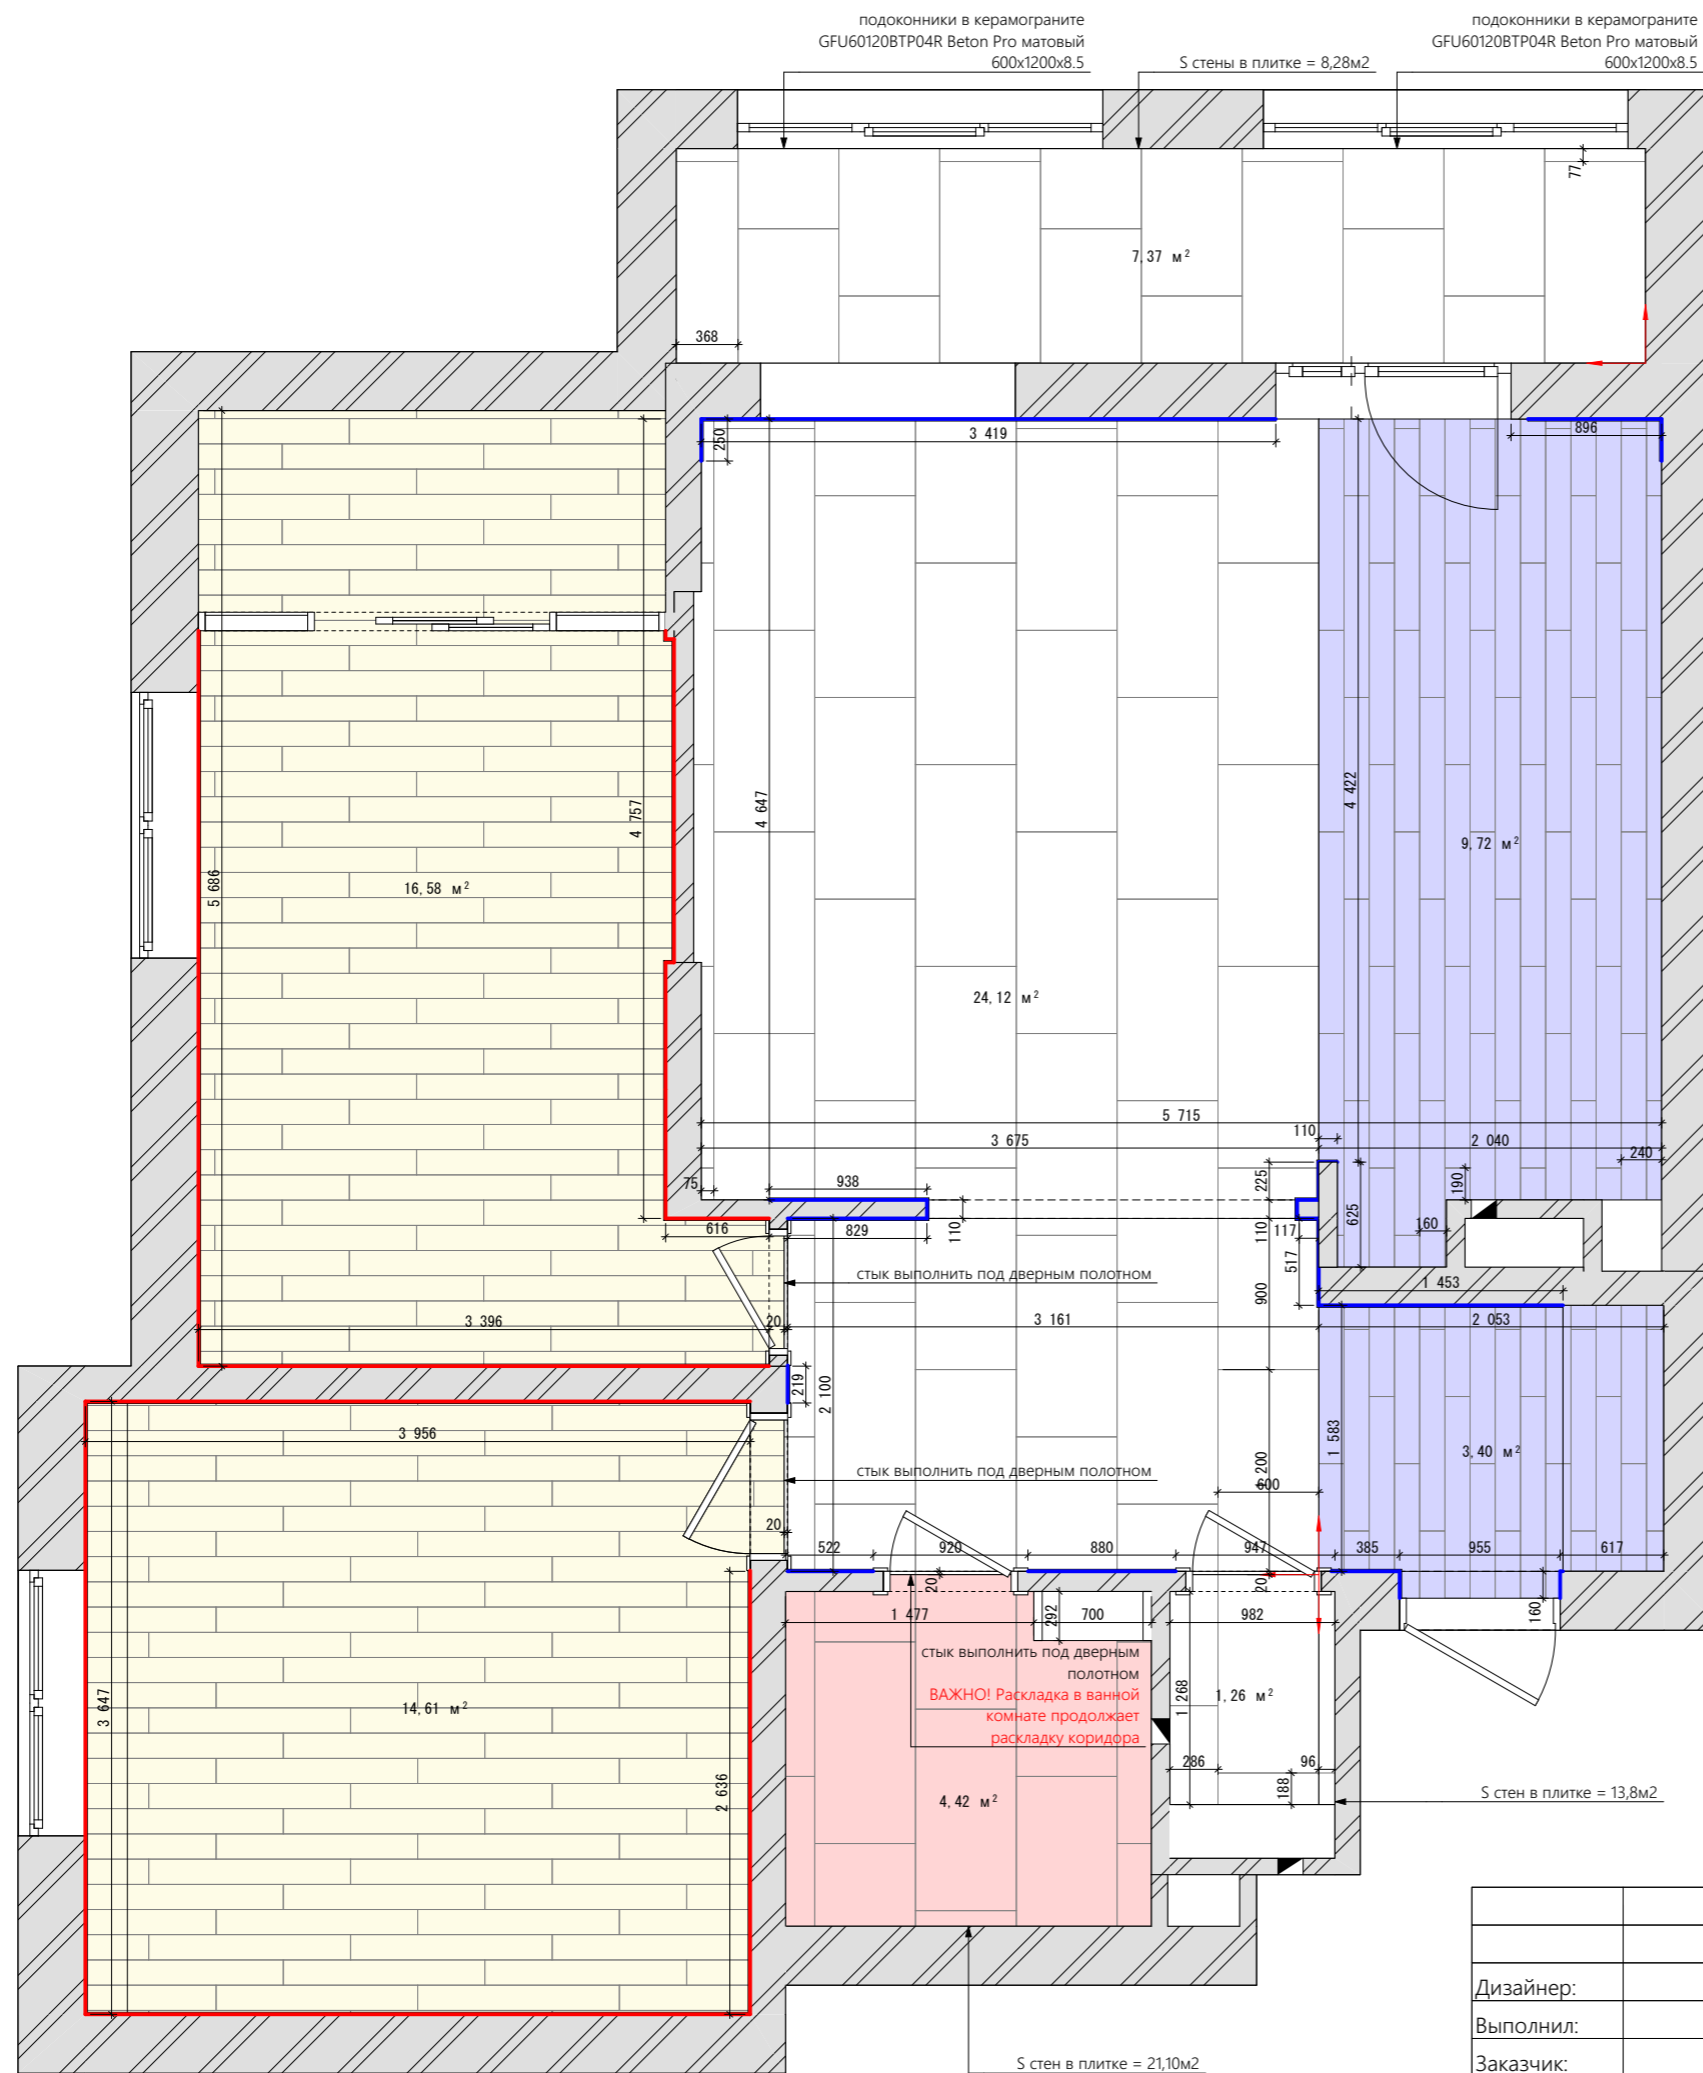 подоконники в керамограните
GFU60120BTP04R Beton Pro матовый
600x1200x8.5
S стены в плитке = 8,28м2
подоконники в керамограните
GFU60120BTP04R Beton Pro матовый
600x1200x8.5
77
7,37 м²
368
250
3 419
896
4 647
4 757
4 422
5 686
16,58 м²
9,72 м²
24,12 м²
5 715
3 675
110
2 040
240
75
938
225
190
616
829
110
110
117
625
160
517
стык выполнить под дверным полотном
900
1 453
3 396
20
3 161
2 053
219
2 100
1 583
3 956
3,40 м²
стык выполнить под дверным полотном
1 200
600
20
522
920
880
947
385
955
617
20
20
160
1 477
292
700
982
стык выполнить под дверным
полотном
ВАЖНО! Раскладка в ванной
комнате продолжает
раскладку коридора
1 268
1,26 м²
3 647
14,61 м²
286
96
188
2 636
4,42 м²
S стен в плитке = 13,8м2
Дизайнер:
Выполнил:
Заказчик:
S стен в плитке = 21,10м2